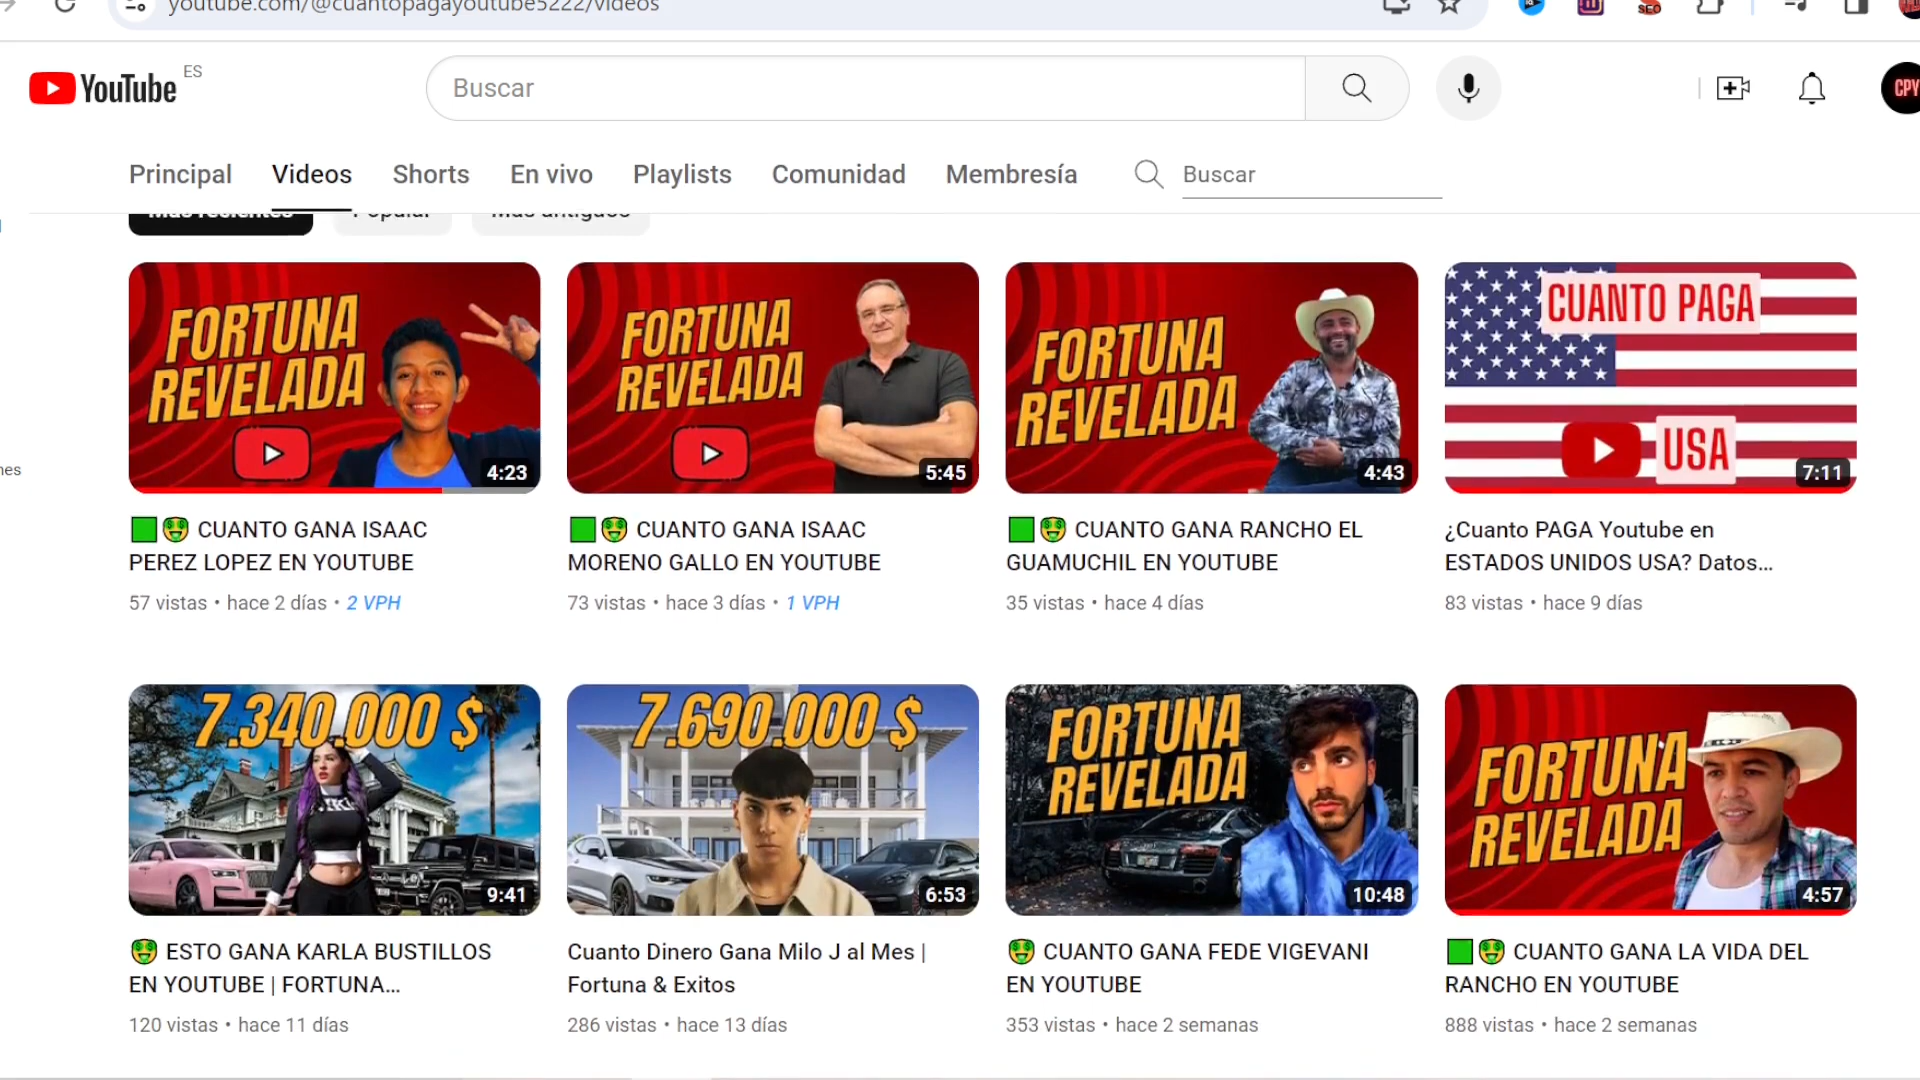 youtube.com/@cuantopagayoutube5222/videos
SEO
YouTube ES
Buscar
CPY
Principal Videos Shorts En vivo Playlists Comunidad Membresía Buscar
Más recientes Popular Más antiguos
nes
FORTUNA
REVELADA
4:23
FORTUNA
REVELADA
5:45
FORTUNA
REVELADA
4:43
CUANTO PAGA
USA
7:11
CUANTO GANA ISAAC
PEREZ LOPEZ EN YOUTUBE
57 vistas • hace 2 días • 2 VPH
CUANTO GANA ISAAC
MORENO GALLO EN YOUTUBE
73 vistas • hace 3 días • 1 VPH
CUANTO GANA RANCHO EL
GUAMUCHIL EN YOUTUBE
35 vistas • hace 4 días
¿Cuanto PAGA Youtube en
ESTADOS UNIDOS USA? Datos...
83 vistas • hace 9 días
7.340.000 $
9:41
7.690.000 $
6:53
FORTUNA
REVELADA
10:48
FORTUNA
REVELADA
4:57
ESTO GANA KARLA BUSTILLOS
EN YOUTUBE | FORTUNA...
120 vistas • hace 11 días
Cuanto Dinero Gana Milo J al Mes |
Fortuna & Exitos
286 vistas • hace 13 días
CUANTO GANA FEDE VIGEVANI
EN YOUTUBE
353 vistas • hace 2 semanas
CUANTO GANA LA VIDA DEL
RANCHO EN YOUTUBE
888 vistas • hace 2 semanas